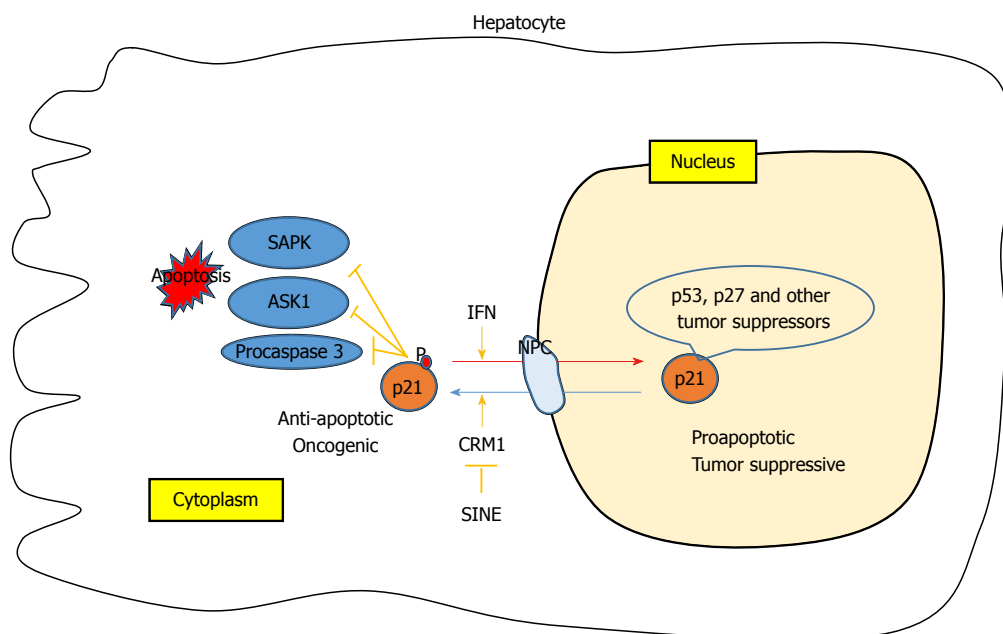 Hepatocyte
Nucleus
SAPK
Apoptosis
ASK1
p53, p27 and other
tumor suppressors
IFN
Procaspase 3
P
NPC
p21
p21
Anti-apoptotic
Oncogenic
CRM1
Proapoptotic
Tumor suppressive
Cytoplasm
SINE